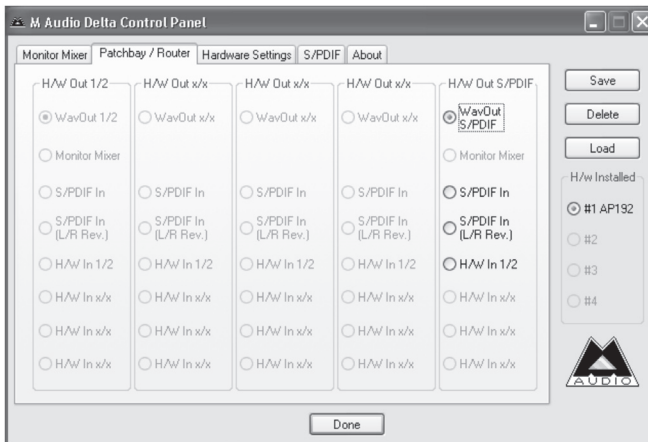 M Audio Delta Control Panel
Monitor Mixer Patchbay / Router Hardware Settings S/PDIF About
H/W Out 1/2 H/W Out x/x H/W Out x/x H/W Out x/x H/W Out S/PDIF
WavOut 1/2 WavOut x/x WavOut x/x WavOut x/x WavOut
S/PDIF
Monitor Mixer Monitor Mixer
S/PDIF In S/PDIF In S/PDIF In S/PDIF In S/PDIF In
S/PDIF In S/PDIF In S/PDIF In S/PDIF In S/PDIF In
(L/R Rev.) (L/R Rev.) (L/R Rev.) (L/R Rev.) (L/R Rev.)
H/W In 1/2 H/W In 1/2 H/W In 1/2 H/W In 1/2 H/W In 1/2
H/W In x/x H/W In x/x H/W In x/x H/W In x/x H/W In x/x
H/W In x/x H/W In x/x H/W In x/x H/W In x/x H/W In x/x
H/W In x/x H/W In x/x H/W In x/x H/W In x/x H/W In x/x
Save
Delete
Load
H/w Installed
#1 AP192
#2
#3
#4
M
AUDIO
Done